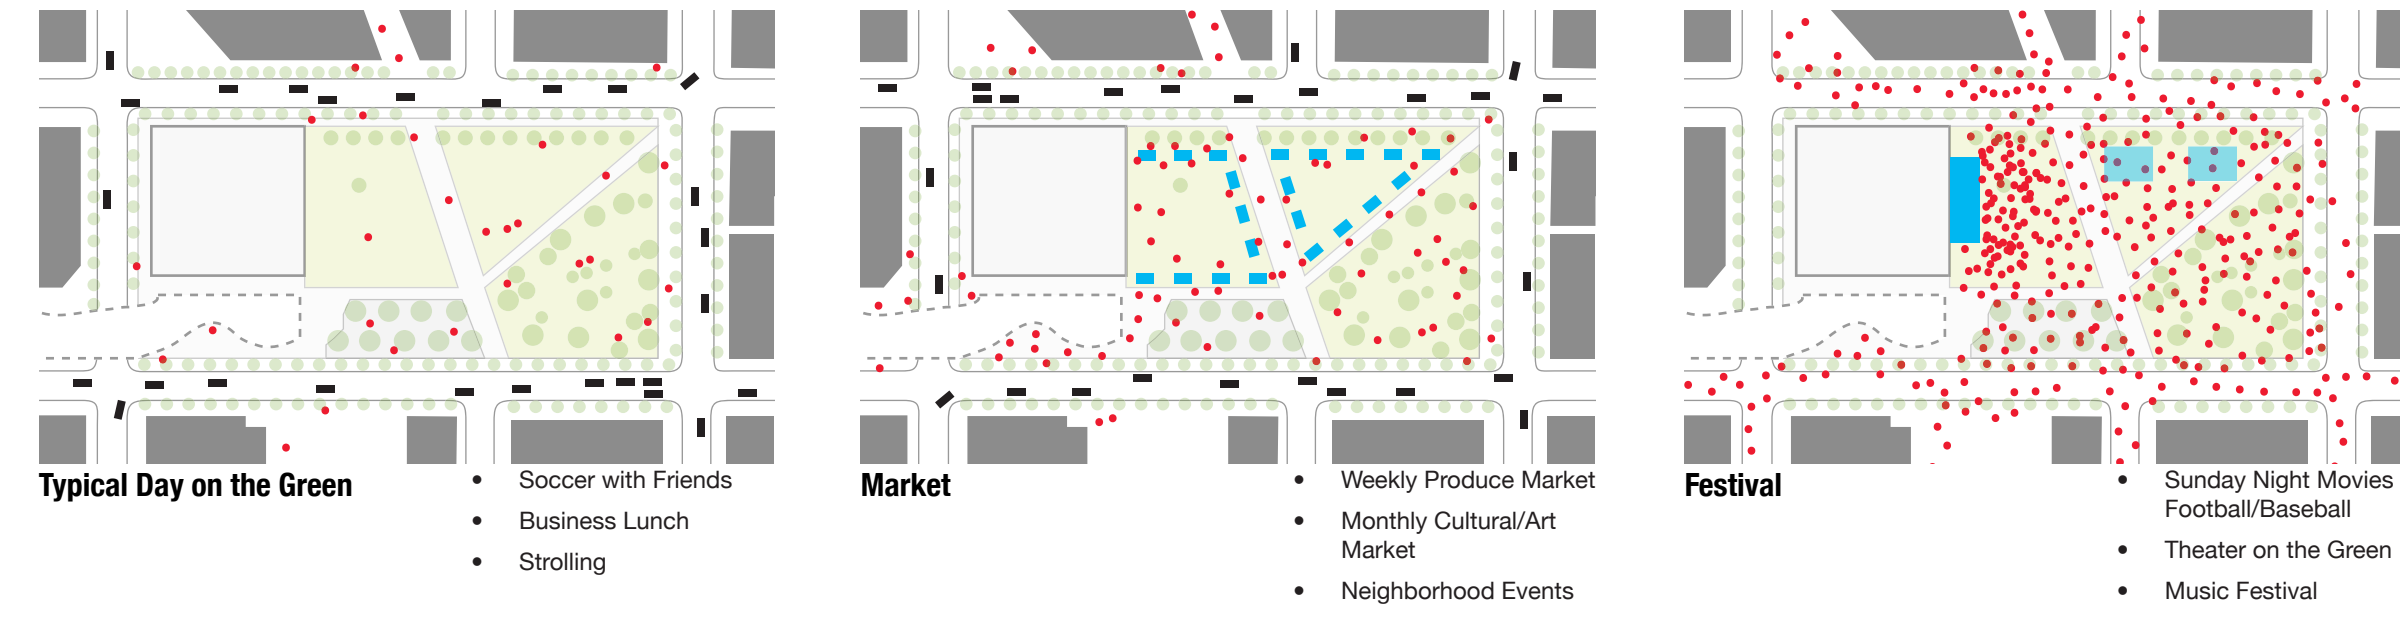 Typical Day on the Green
• Soccer with Friends
• Business Lunch
• Strolling
Market
• Weekly Produce Market
• Monthly Cultural/Art
Market
• Neighborhood Events
Festival
• Sunday Night Movies
Football/Baseball
• Theater on the Green
• Music Festival